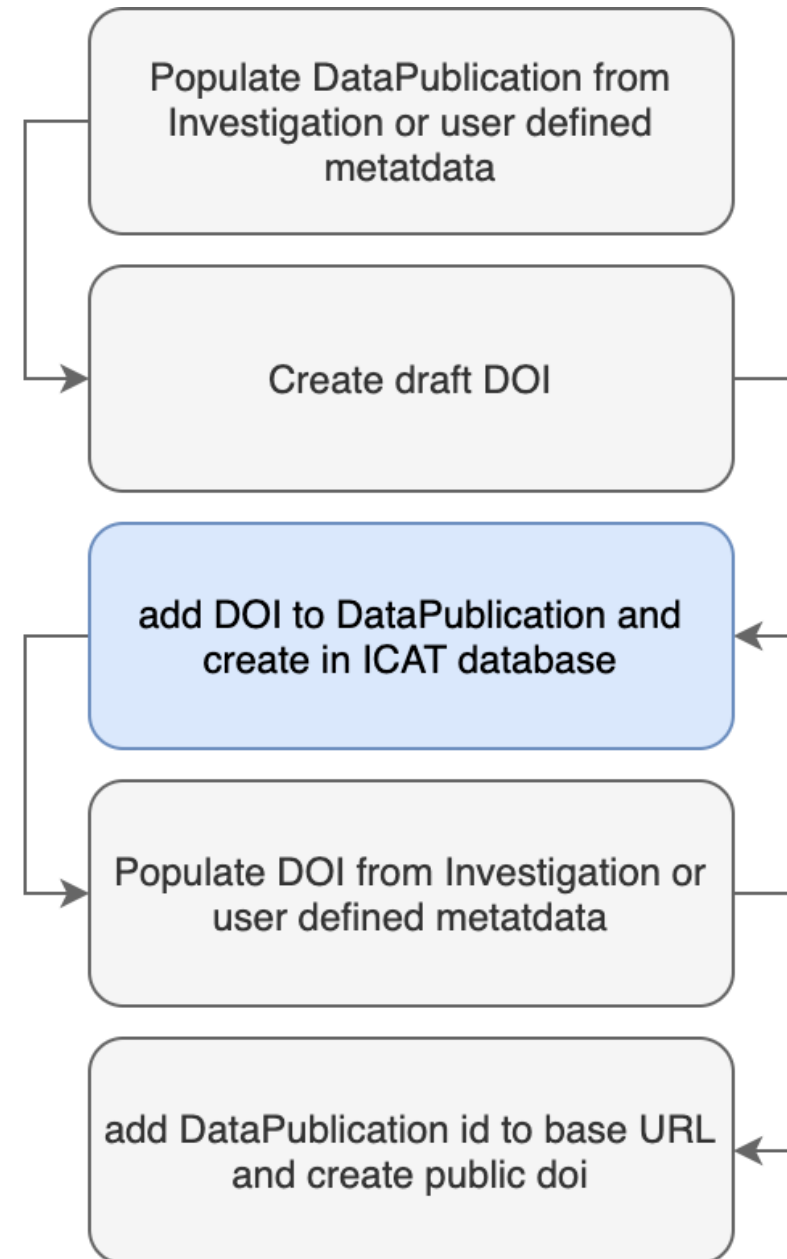 Populate DataPublication from
Investigation or user defined
metatdata
Create draft DOI
add DOI to DataPublication and
create in ICAT database
Populate DOI from Investigation or
user defined metatdata
add DataPublication id to base URL
and create public doi